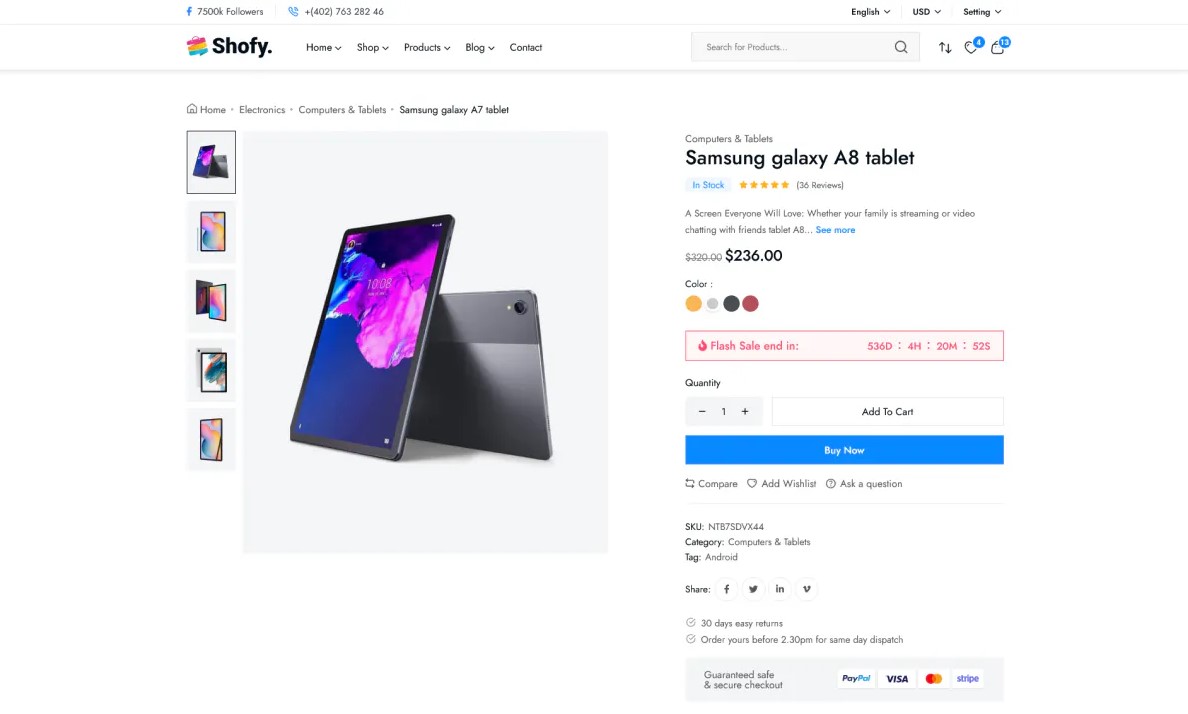 7500k Followers
+(402) 763 282 46
English
USD
Setting
Shofy.
Home
Shop
Products
Blog
Contact
Search for Products...
4
13
Home • Electronics • Computers & Tablets • Samsung galaxy A7 tablet
Computers & Tablets
Samsung galaxy A8 tablet
In Stock
(36 Reviews)
A Screen Everyone Will Love: Whether your family is streaming or video
chatting with friends tablet A8... See more
$320.00 $236.00
Color :
Flash Sale end in:
536D : 4H : 20M : 52S
Quantity
− 1 +
Add To Cart
Buy Now
Compare
Add Wishlist
Ask a question
SKU: NTB7SDVX44
Category: Computers & Tablets
Tag: Android
Share:
30 days easy returns
Order yours before 2.30pm for same day dispatch
Guaranteed safe
& secure checkout
PayPal
VISA
stripe
10:08